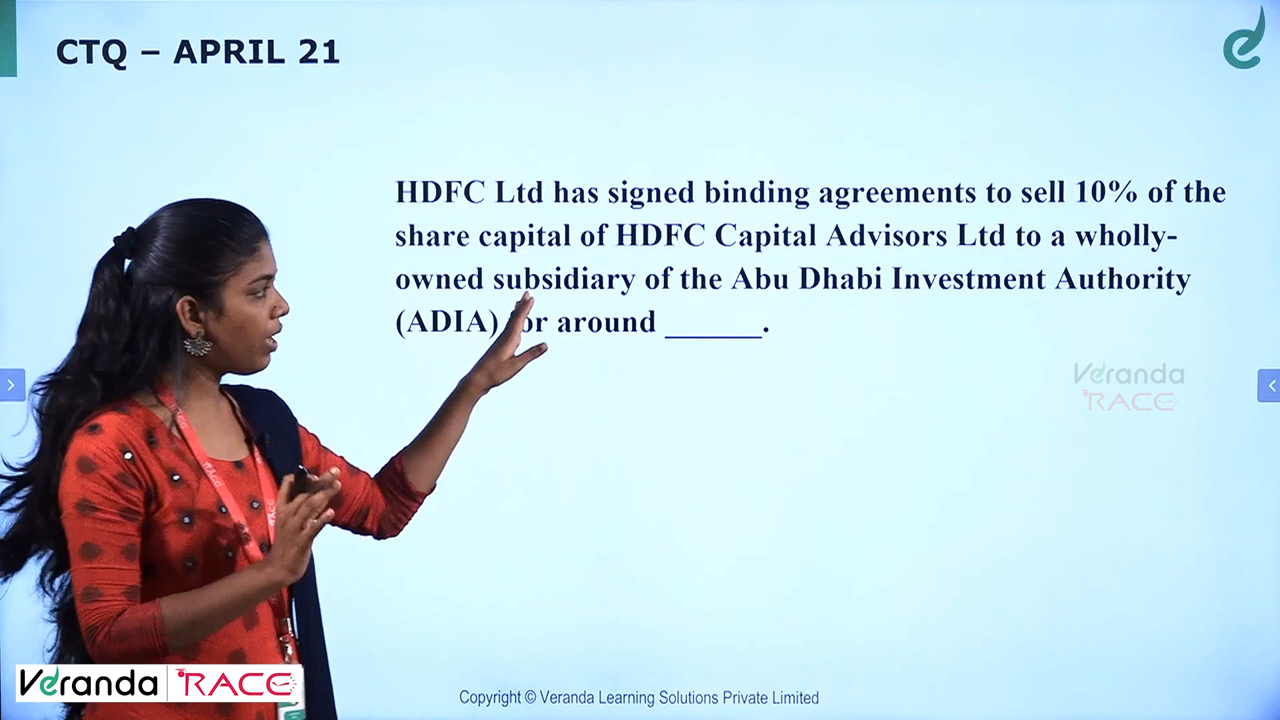 CTQ – APRIL 21
HDFC Ltd has signed binding agreements to sell 10% of the
share capital of HDFC Capital Advisors Ltd to a wholly-
owned subsidiary of the Abu Dhabi Investment Authority
(ADIA) for around ______.
Veranda
RACE
RACE
Veranda RACE
Copyright © Veranda Learning Solutions Private Limited